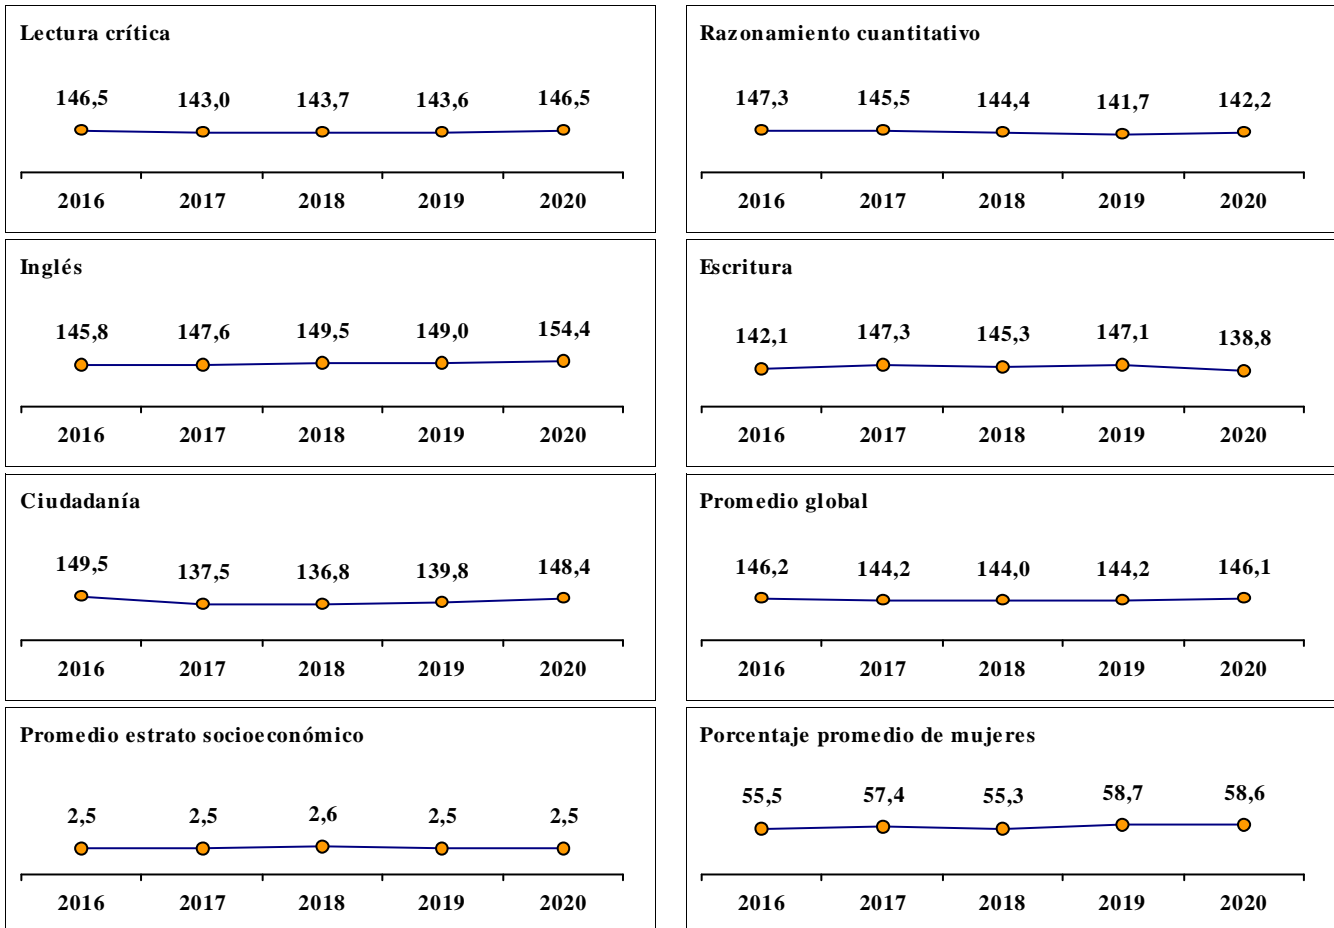 Lectura crítica
146,5 143,0 143,7 143,6 146,5
2016 2017 2018 2019 2020
Razonamiento cuantitativo
147,3 145,5 144,4 141,7 142,2
2016 2017 2018 2019 2020
Inglés
145,8 147,6 149,5 149,0 154,4
2016 2017 2018 2019 2020
Escritura
142,1 147,3 145,3 147,1 138,8
2016 2017 2018 2019 2020
Ciudadanía
149,5 137,5 136,8 139,8 148,4
2016 2017 2018 2019 2020
Promedio global
146,2 144,2 144,0 144,2 146,1
2016 2017 2018 2019 2020
Promedio estrato socioeconómico
2,5 2,5 2,6 2,5 2,5
2016 2017 2018 2019 2020
Porcentaje promedio de mujeres
55,5 57,4 55,3 58,7 58,6
2016 2017 2018 2019 2020